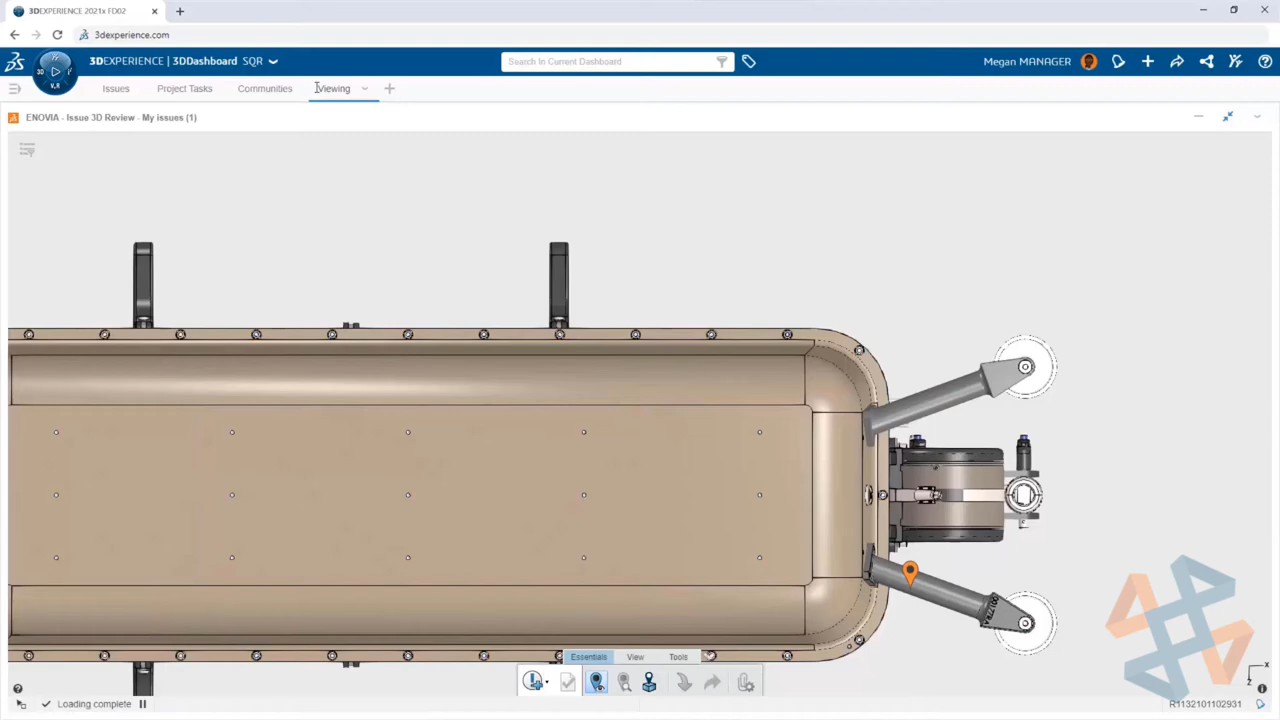 3DEXPERIENCE 2021x FD02
3dexperience.com
3DEXPERIENCE | 3DDashboard SQR
Search In Current Dashboard
Megan MANAGER
3D
V.R
Issues
Project Tasks
Communities
Viewing
ENOVIA - Issue 3D Review - My issues (1)
Essentials
View
Tools
X
Z
Loading complete
R1132101102931